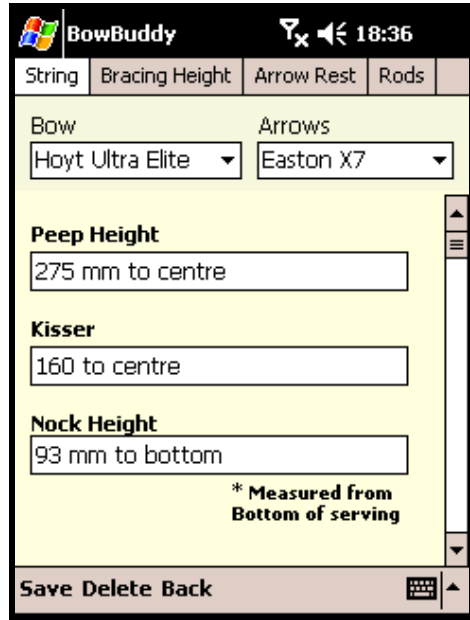 BowBuddy 18:36
String Bracing Height Arrow Rest Rods
Bow Arrows
Hoyt Ultra Elite Easton X7
Peep Height
275 mm to centre
Kisser
160 to centre
Nock Height
93 mm to bottom
* Measured from
Bottom of serving
Save Delete Back